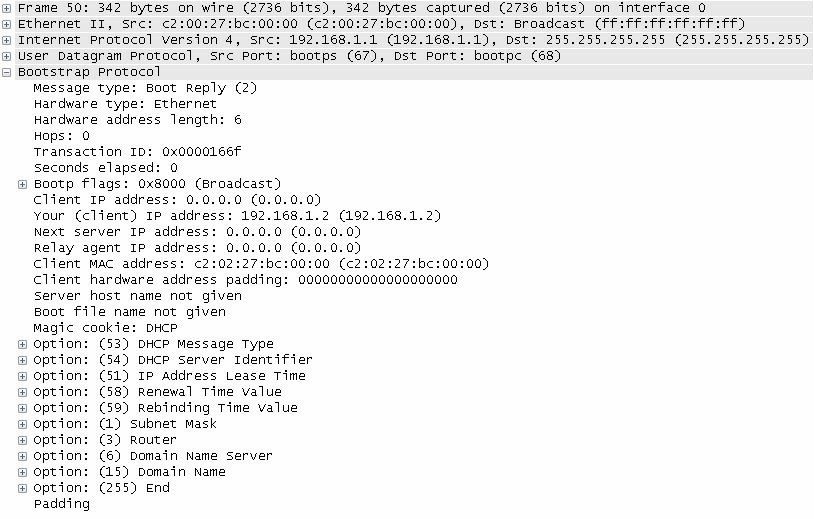 Frame 50: 342 bytes on wire (2736 bits), 342 bytes captured (2736 bits) on interface 0
Ethernet II, Src: c2:00:27:bc:00:00 (c2:00:27:bc:00:00), Dst: Broadcast (ff:ff:ff:ff:ff:ff)
Internet Protocol Version 4, Src: 192.168.1.1 (192.168.1.1), Dst: 255.255.255.255 (255.255.255.255)
User Datagram Protocol, Src Port: bootps (67), Dst Port: bootpc (68)
Bootstrap Protocol
Message type: Boot Reply (2)
Hardware type: Ethernet
Hardware address length: 6
Hops: 0
Transaction ID: 0x0000166f
Seconds elapsed: 0
Bootp flags: 0x8000 (Broadcast)
Client IP address: 0.0.0.0 (0.0.0.0)
Your (client) IP address: 192.168.1.2 (192.168.1.2)
Next server IP address: 0.0.0.0 (0.0.0.0)
Relay agent IP address: 0.0.0.0 (0.0.0.0)
Client MAC address: c2:02:27:bc:00:00 (c2:02:27:bc:00:00)
Client hardware address padding: 00000000000000000000
Server host name not given
Boot file name not given
Magic cookie: DHCP
Option: (53) DHCP Message Type
Option: (54) DHCP Server Identifier
Option: (51) IP Address Lease Time
Option: (58) Renewal Time Value
Option: (59) Rebinding Time Value
Option: (1) Subnet Mask
Option: (3) Router
Option: (6) Domain Name Server
Option: (15) Domain Name
Option: (255) End
Padding